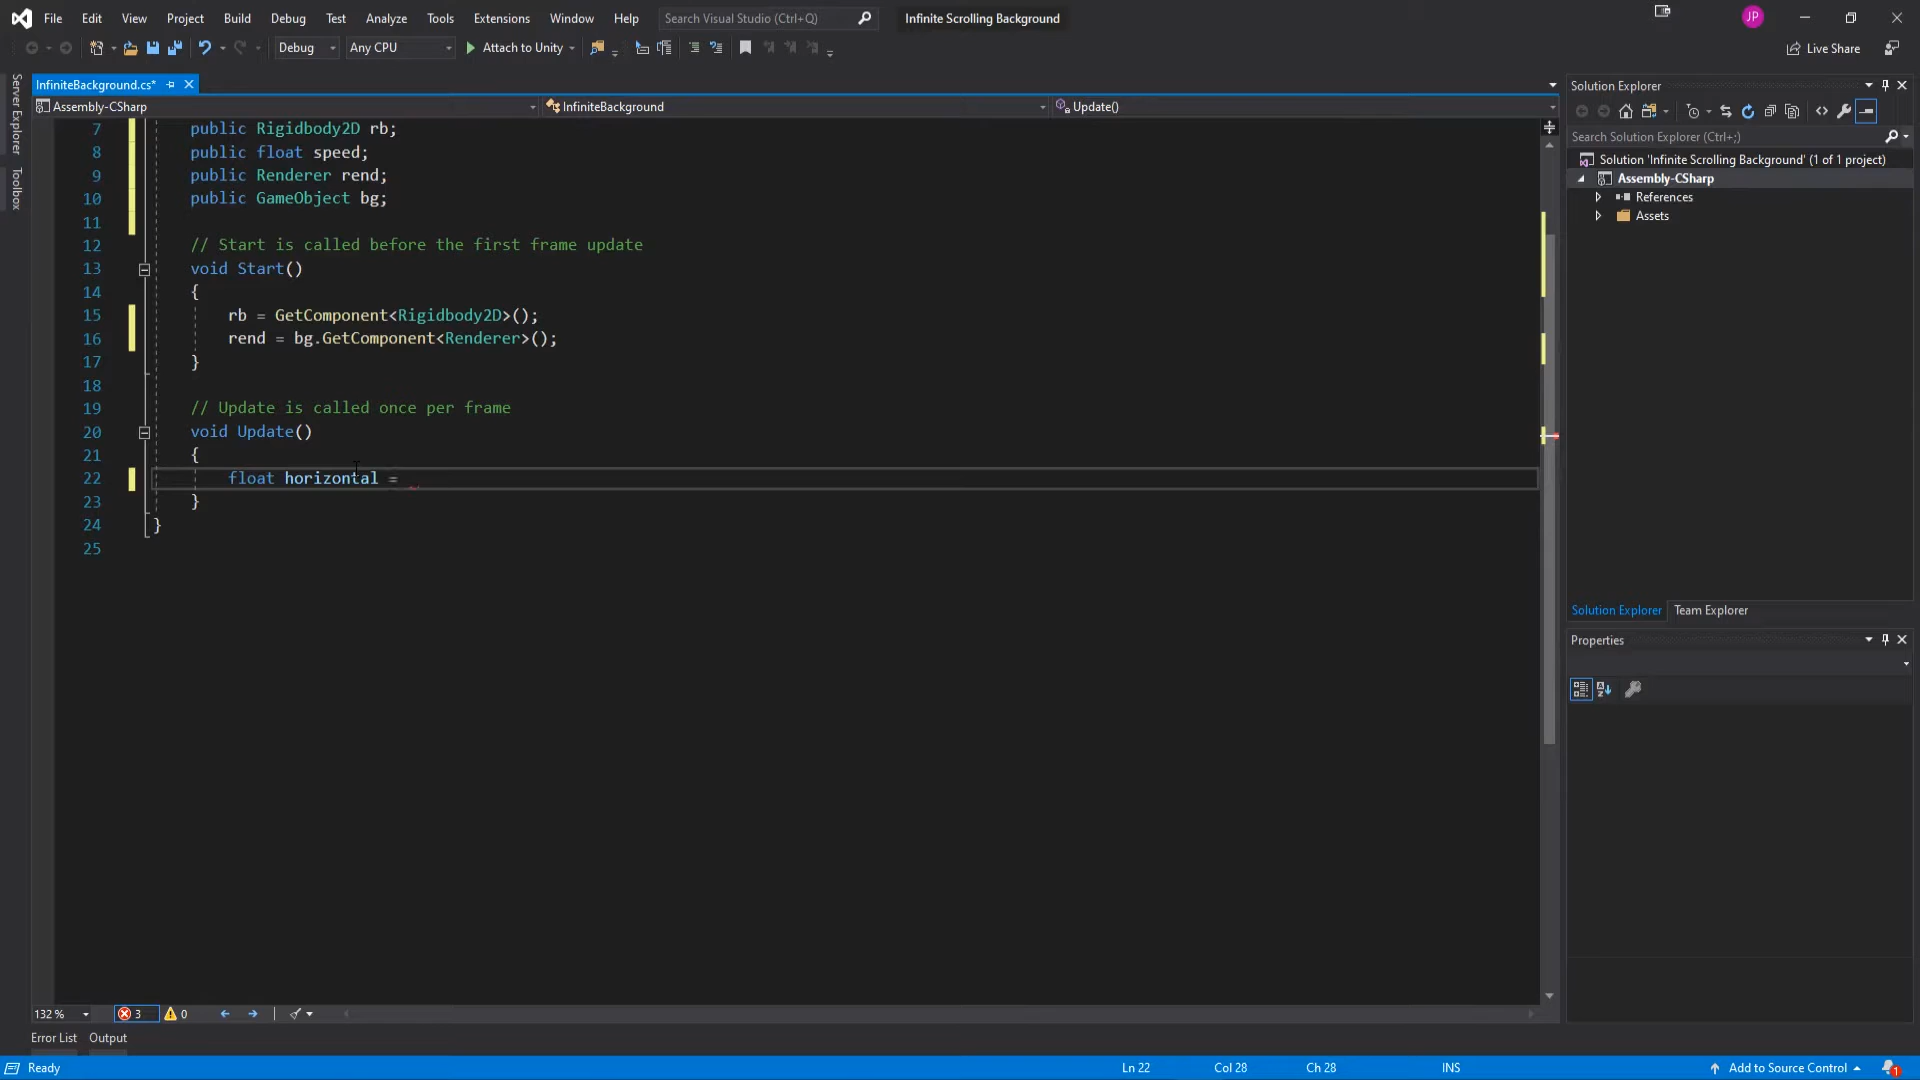 File Edit View Project Build Debug Test Analyze Tools Extensions Window Help Search Visual Studio (Ctrl+Q) Infinite Scrolling Background JP
Debug Any CPU Attach to Unity Live Share
Server Explorer
Toolbox
InfiniteBackground.cs*
Assembly-CSharp InfiniteBackground Update()
7 public Rigidbody2D rb;
8 public float speed;
9 public Renderer rend;
10 public GameObject bg;
11
12 // Start is called before the first frame update
13 void Start()
14 {
15 rb = GetComponent<Rigidbody2D>();
16 rend = bg.GetComponent<Renderer>();
17 }
18
19 // Update is called once per frame
20 void Update()
21 {
22 float horizontal =
23 }
24 }
25
Solution Explorer
Search Solution Explorer (Ctrl+;)
Solution 'Infinite Scrolling Background' (1 of 1 project)
Assembly-CSharp
References
Assets
Solution Explorer Team Explorer
Properties
132 % 3 0
Error List Output
Ready Ln 22 Col 28 Ch 28 INS Add to Source Control 1